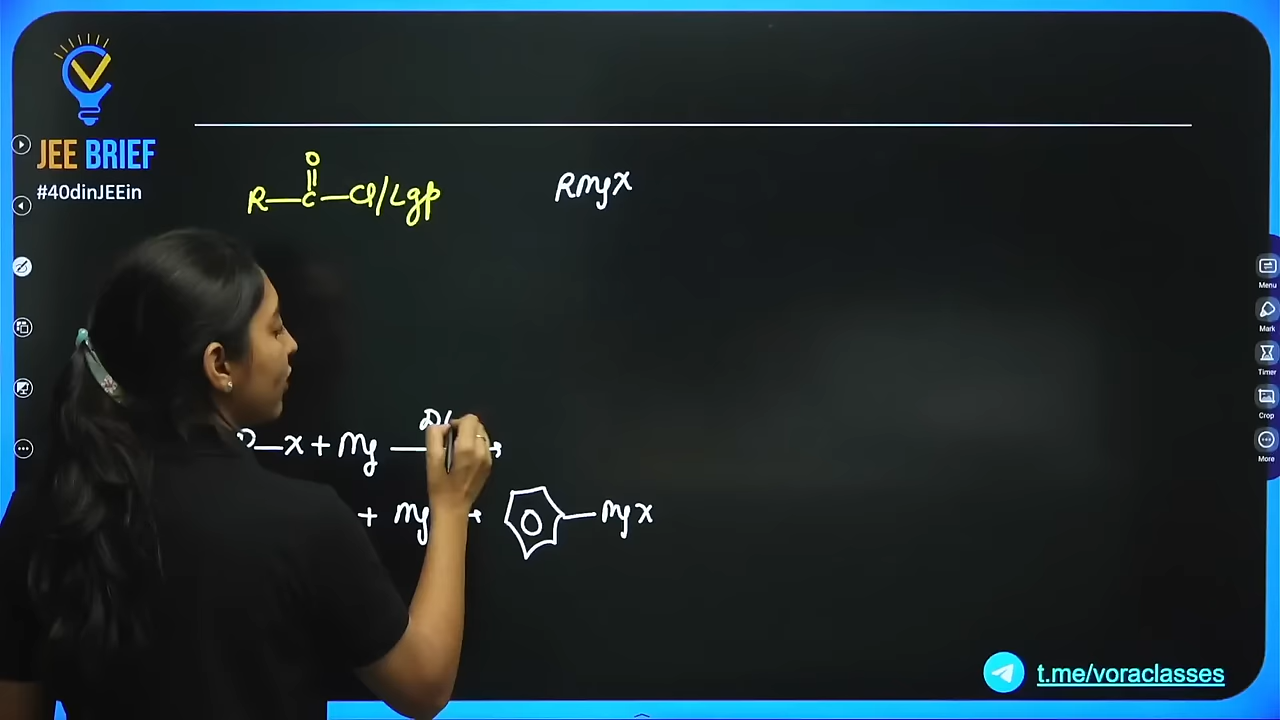 JEE BRIEF
#40dinJEEin
O
R—C—Cl/Lgp
RMgX
—X + Mg →
+ Mg → —MgX
Menu
Mark
Timer
Crop
More
t.me/voraclasses